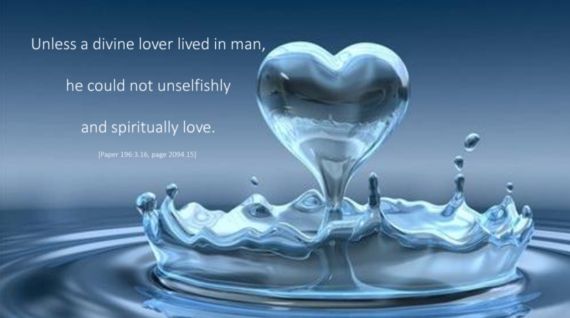 Unless a divine lover lived in man,
he could not unselfishly
and spiritually love.
[Paper 196:3.16, page 2094.15]